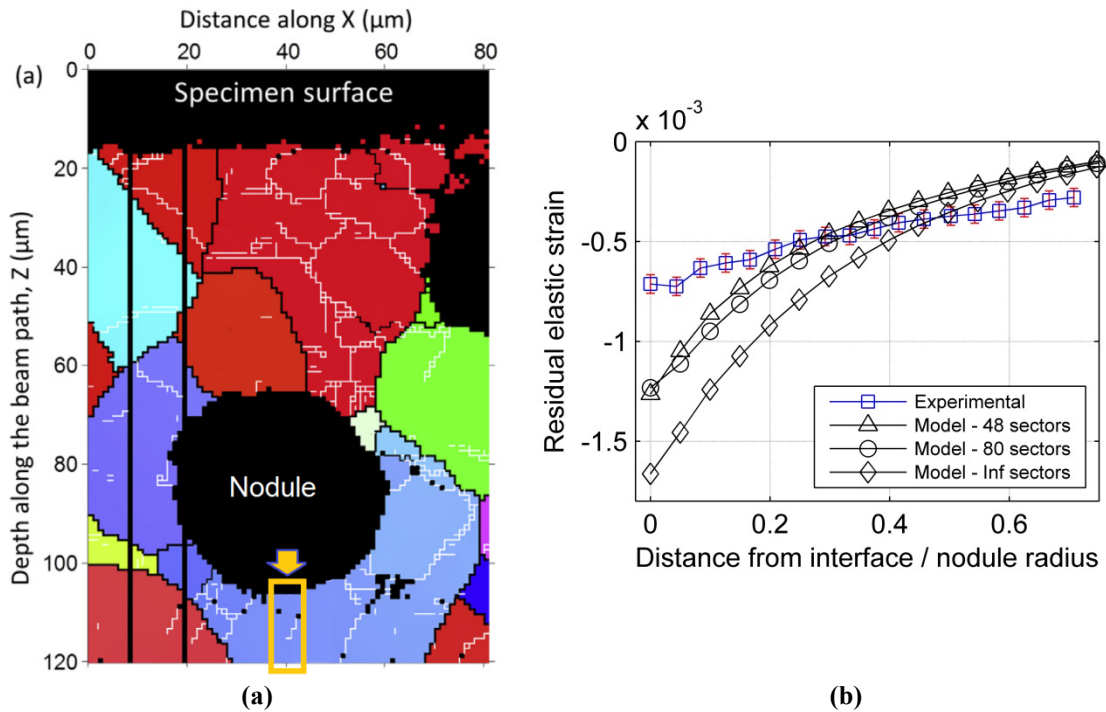 Distance along X (µm)
0 20 40 60 80
(a)
Depth along the beam path, Z (µm)
0
20
40
60
80
100
120
Specimen surface
Nodule
(a)
x 10⁻³
Residual elastic strain
0
-0.5
-1
-1.5
0 0.2 0.4 0.6
Distance from interface / nodule radius
Experimental
Model - 48 sectors
Model - 80 sectors
Model - Inf sectors
(b)